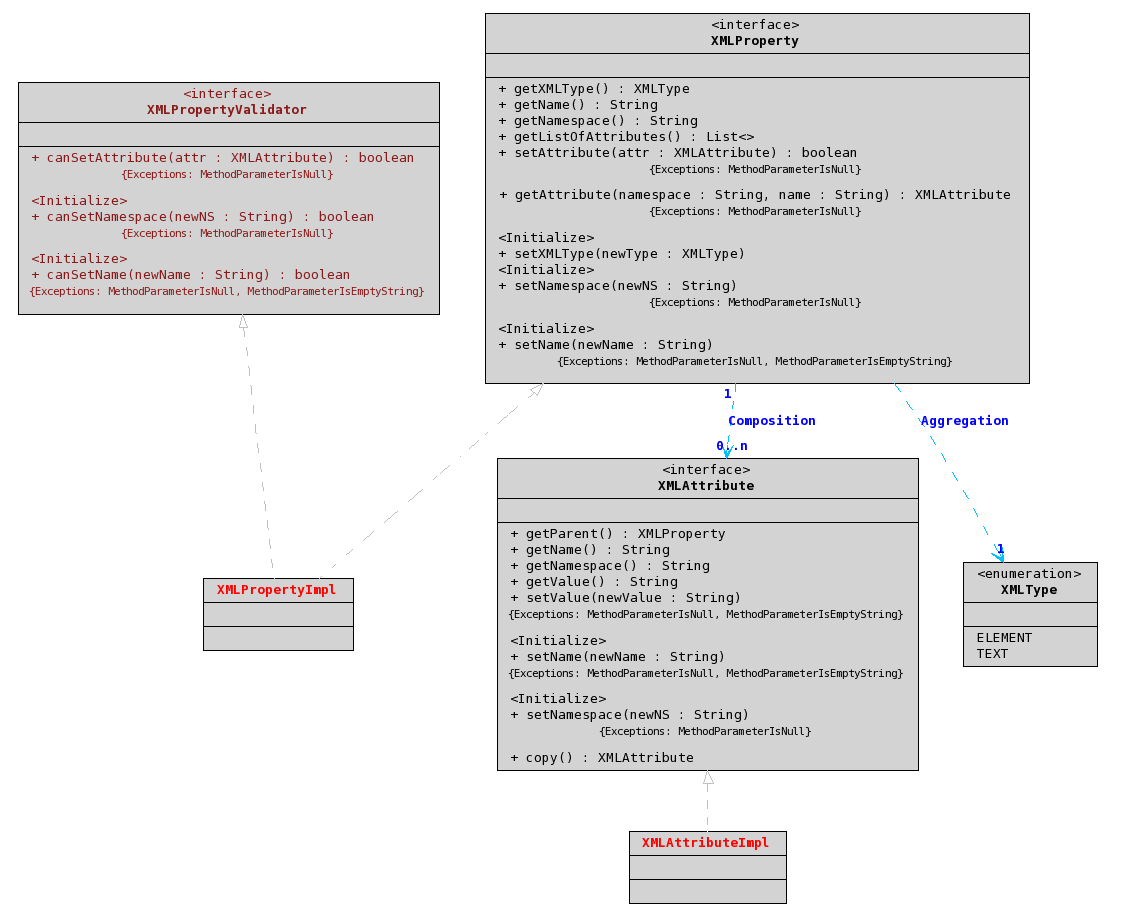 <interface>
XMLProperty
+ getXMLType() : XMLType
+ getName() : String
+ getNamespace() : String
+ getListOfAttributes() : List<>
+ setAttribute(attr : XMLAttribute) : boolean
{Exceptions: MethodParameterIsNull}
+ getAttribute(namespace : String, name : String) : XMLAttribute
{Exceptions: MethodParameterIsNull}
<Initialize>
+ setXMLType(newType : XMLType)
<Initialize>
+ setNamespace(newNS : String)
{Exceptions: MethodParameterIsNull}
<Initialize>
+ setName(newName : String)
{Exceptions: MethodParameterIsNull, MethodParameterIsEmptyString}
<interface>
XMLPropertyValidator
+ canSetAttribute(attr : XMLAttribute) : boolean
{Exceptions: MethodParameterIsNull}
<Initialize>
+ canSetNamespace(newNS : String) : boolean
{Exceptions: MethodParameterIsNull}
<Initialize>
+ canSetName(newName : String) : boolean
{Exceptions: MethodParameterIsNull, MethodParameterIsEmptyString}
1
Composition
0..n
Aggregation
1
<interface>
XMLAttribute
+ getParent() : XMLProperty
+ getName() : String
+ getNamespace() : String
+ getValue() : String
+ setValue(newValue : String)
{Exceptions: MethodParameterIsNull, MethodParameterIsEmptyString}
<Initialize>
+ setName(newName : String)
{Exceptions: MethodParameterIsNull, MethodParameterIsEmptyString}
<Initialize>
+ setNamespace(newNS : String)
{Exceptions: MethodParameterIsNull}
+ copy() : XMLAttribute
<enumeration>
XMLType
ELEMENT
TEXT
XMLPropertyImpl
XMLAttributeImpl